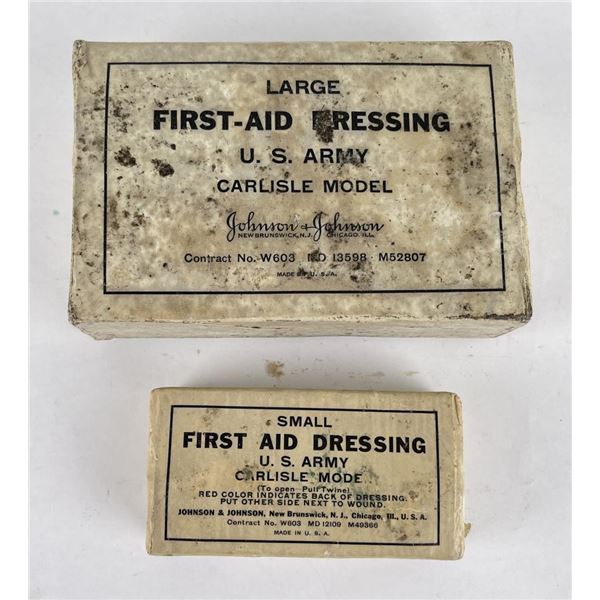 LARGE
FIRST-AID DRESSING
U. S. ARMY
CARLISLE MODEL
Johnson & Johnson
NEW BRUNSWICK, N.J. CHICAGO, ILL.
Contract No. W603 MD 13598 M52807
MADE IN U. S. A.
SMALL
FIRST AID DRESSING
U. S. ARMY
CARLISLE MODE
(To open Pull Twine)
RED COLOR INDICATES BACK OF DRESSING.
PUT OTHER SIDE NEXT TO WOUND.
JOHNSON & JOHNSON, New Brunswick, N. J., Chicago, Ill., U. S. A.
Contract No. W603 MD 12109 M49366
MADE IN U. S. A.